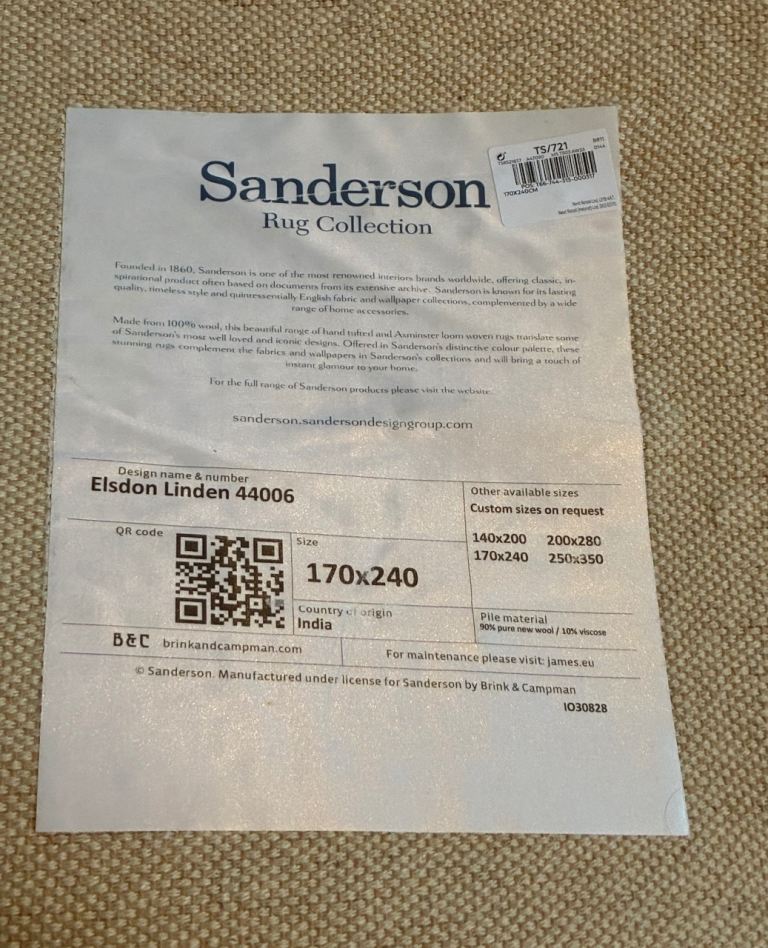 Sanderson
Rug Collection
TS/721
170X240CM
Founded in 1860, Sanderson is one of the most renowned interiors brands worldwide, offering classic, in-
spirational product often based on documents from its extensive archive. Sanderson is known for its lasting
quality, timeless style and quintessentially English fabric and wallpaper collections, complemented by a wide
range of home accessories.
Made from 100% wool, this beautiful range of hand tufted and Axminster loom woven rugs translate some
of Sanderson's most well loved and iconic designs. Offered in Sanderson's distinctive colour palette, these
stunning rugs complement the fabrics and wallpapers in Sanderson's collections and will bring a touch of
instant glamour to your home.
For the full range of Sanderson products please visit the website.
sanderson.sandersondesigngroup.com
Design name & number
Elsdon Linden 44006
Other available sizes
Custom sizes on request
140x200 200x280
170x240 250x350
QR code
Size
170x240
Country of origin
India
Pile material
90% pure new wool / 10% viscose
B&C brinkandcampman.com
For maintenance please visit: james.eu
© Sanderson. Manufactured under license for Sanderson by Brink & Campman
IO30828